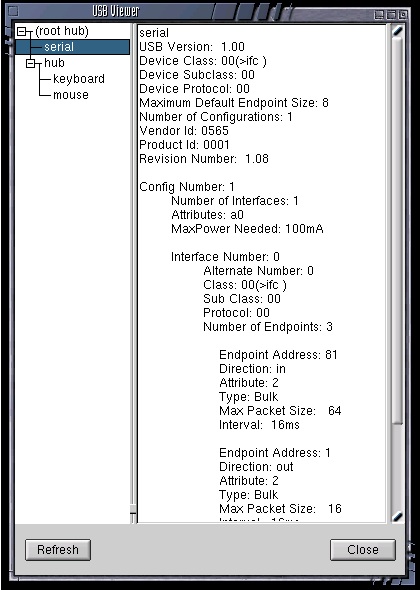 USB Viewer
(root hub)
serial
hub
keyboard
mouse
serial
USB Version: 1.00
Device Class: 00(>ifc )
Device Subclass: 00
Device Protocol: 00
Maximum Default Endpoint Size: 8
Number of Configurations: 1
Vendor Id: 0565
Product Id: 0001
Revision Number: 1.08
Config Number: 1
Number of Interfaces: 1
Attributes: a0
MaxPower Needed: 100mA
Interface Number: 0
Alternate Number: 0
Class: 00(>ifc )
Sub Class: 00
Protocol: 00
Number of Endpoints: 3
Endpoint Address: 81
Direction: in
Attribute: 2
Type: Bulk
Max Packet Size: 64
Interval: 16ms
Endpoint Address: 1
Direction: out
Attribute: 2
Type: Bulk
Max Packet Size: 16
Interval: 16ms
Refresh
Close